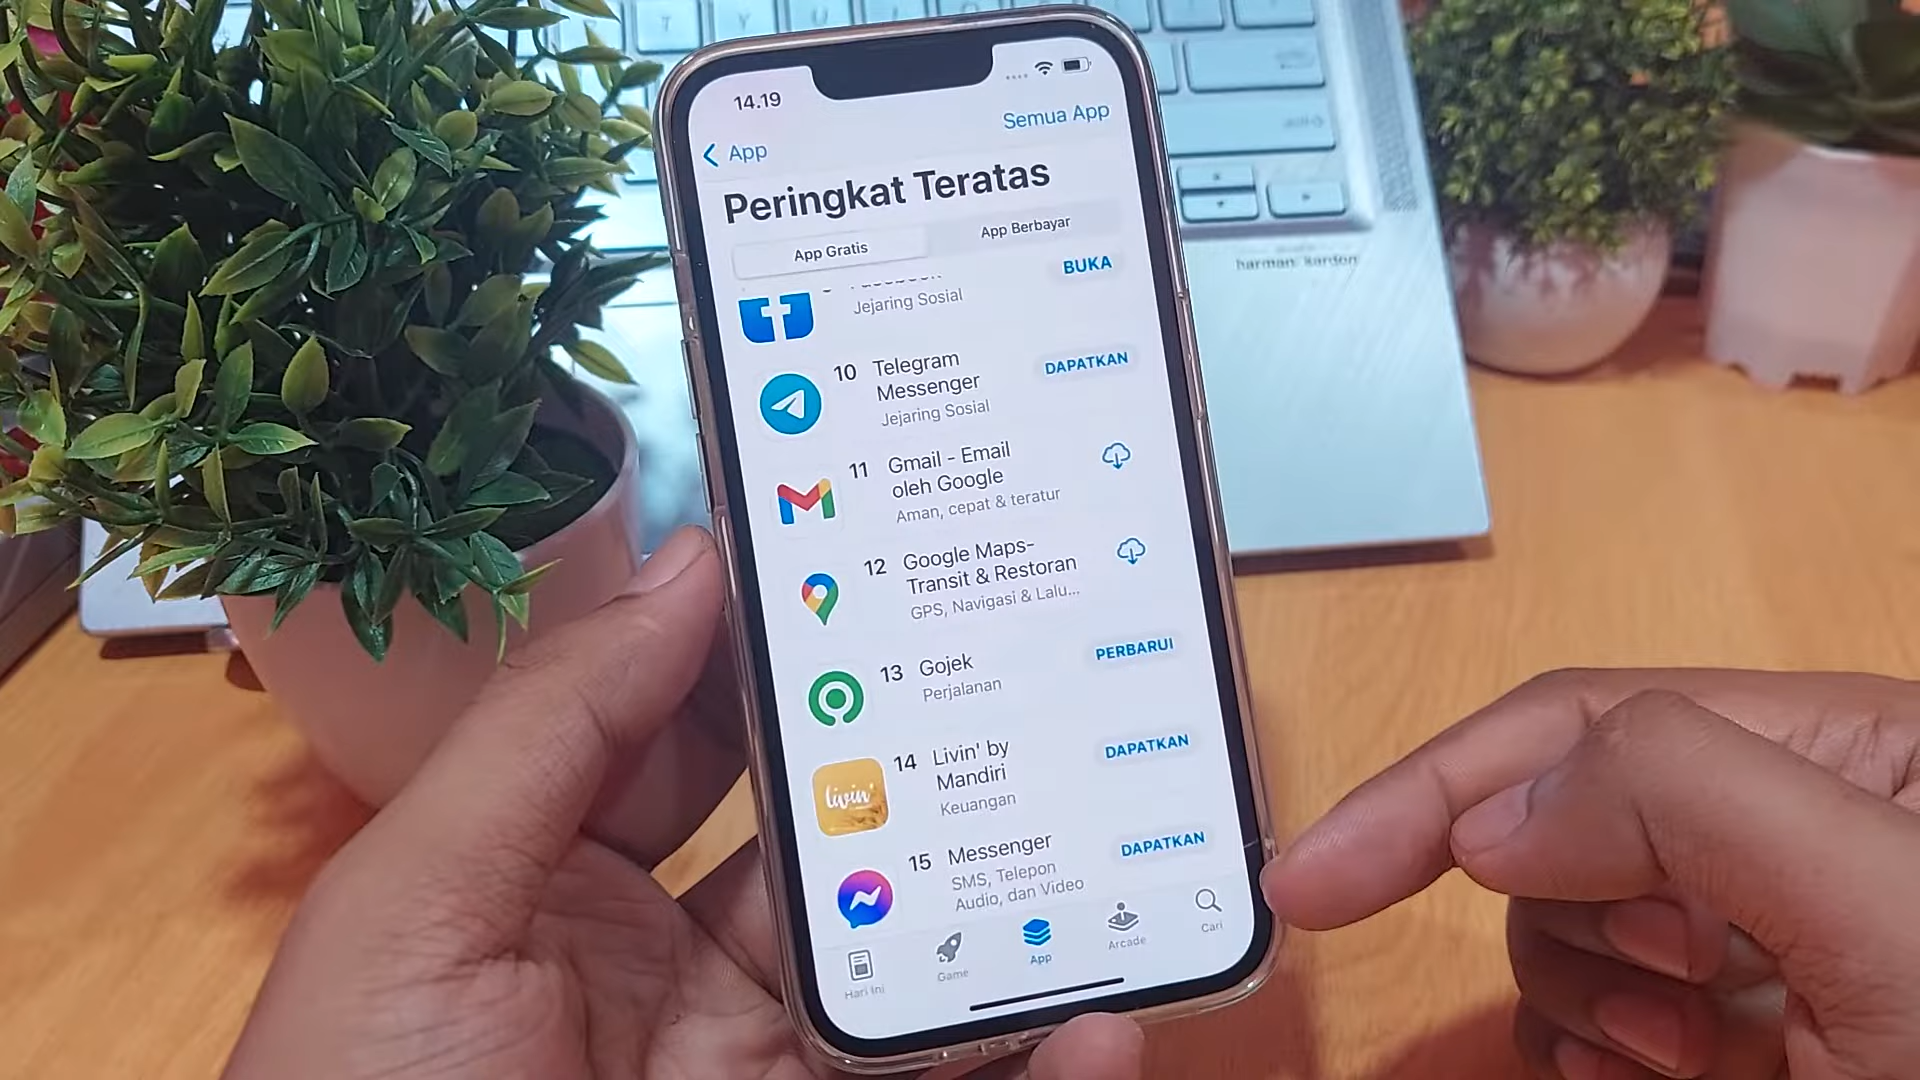 14.19
Semua App
App
Peringkat Teratas
App Gratis
App Berbayar
BUKA
Jejaring Sosial
10 Telegram
Messenger
Jejaring Sosial
DAPATKAN
11 Gmail - Email
oleh Google
Aman, cepat & teratur
12 Google Maps-
Transit & Restoran
GPS, Navigasi & Lalu...
13 Gojek
Perjalanan
PERBARUI
livin'
14 Livin' by
Mandiri
Keuangan
DAPATKAN
15 Messenger
SMS, Telepon
Audio, dan Video
DAPATKAN
Hari Ini
Game
App
Arcade
Cari
T Y U
harman/kardon